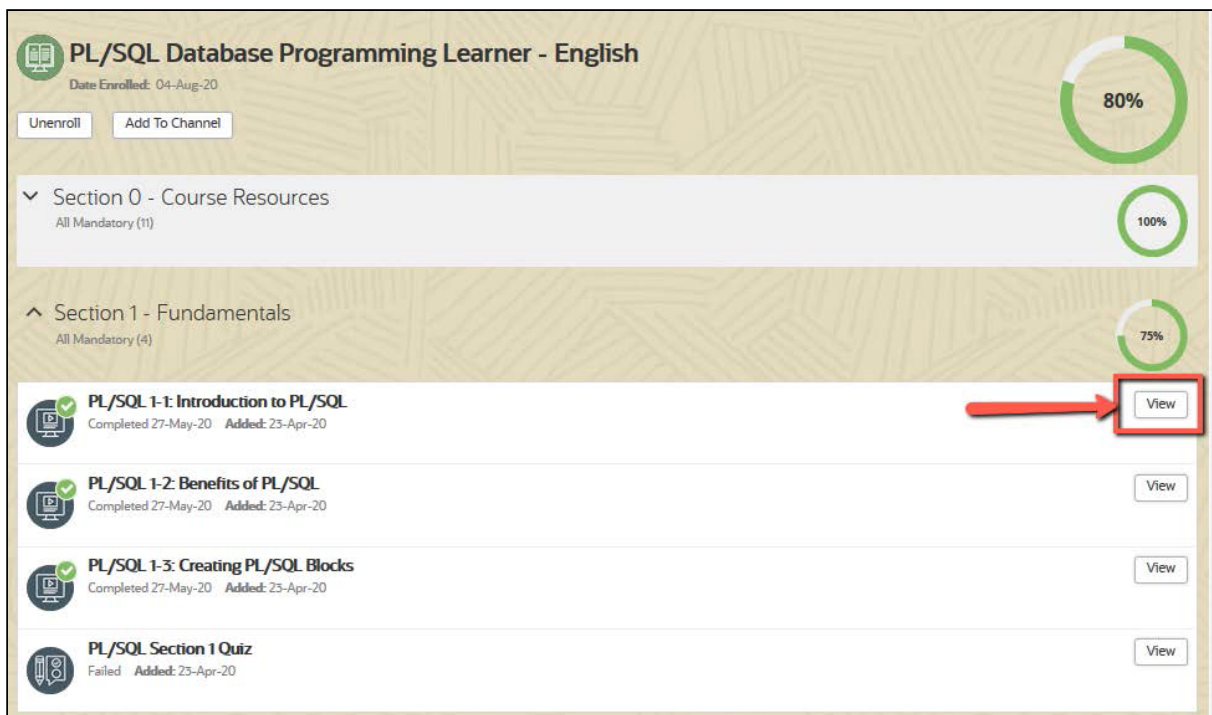 PL/SQL Database Programming Learner - English
Date Enrolled: 04-Aug-20
80%
Unenroll
Add To Channel
Section 0 - Course Resources
All Mandatory (11)
100%
Section 1 - Fundamentals
All Mandatory (4)
75%
PL/SQL 1-1: Introduction to PL/SQL
Completed 27-May-20 Added: 23-Apr-20
View
PL/SQL 1-2: Benefits of PL/SQL
Completed 27-May-20 Added: 23-Apr-20
View
PL/SQL 1-3: Creating PL/SQL Blocks
Completed 27-May-20 Added: 23-Apr-20
View
PL/SQL Section 1 Quiz
Failed Added: 23-Apr-20
View